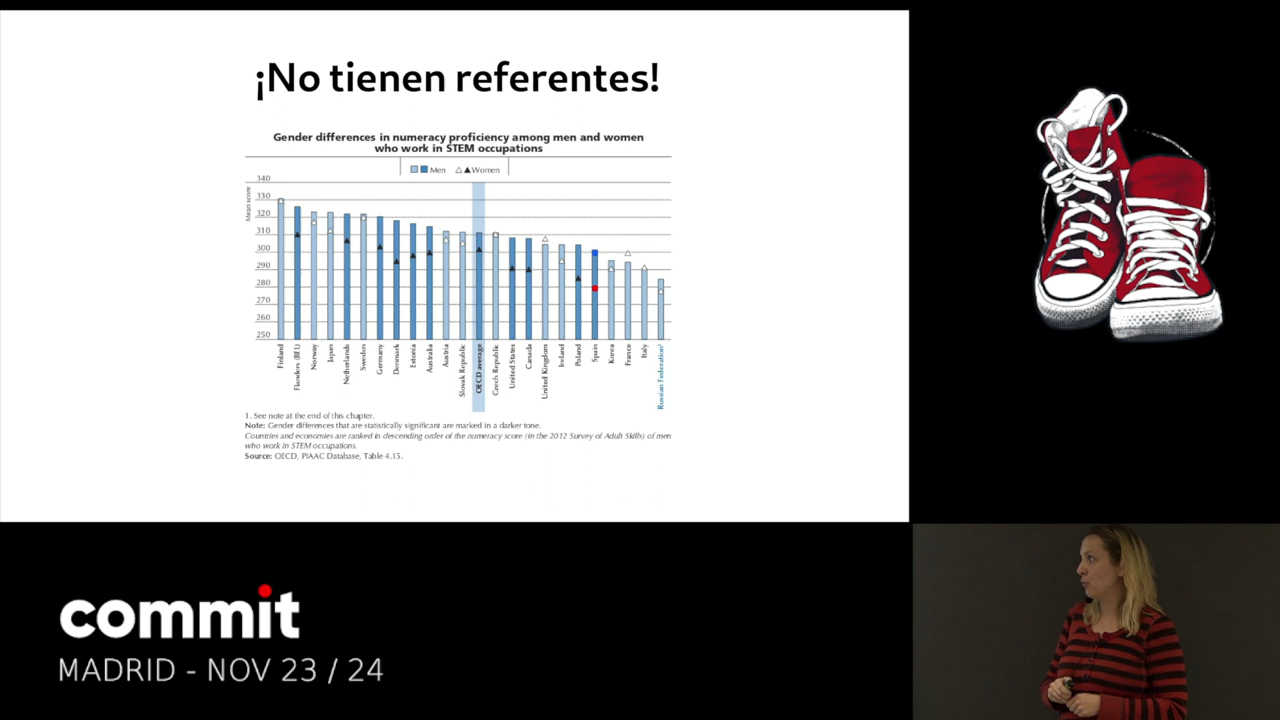 ¡No tienen referentes!
Gender differences in numeracy proficiency among men and women
who work in STEM occupations
Men Women
Mean score
340
330
320
310
300
290
280
270
260
250
Finland
Flanders (BEL)
Norway
Japan
Netherlands
Sweden
Germany
Denmark
Estonia
Australia
Austria
Slovak Republic
OECD average
Czech Republic
United States
Canada
United Kingdom
Ireland
Poland
Spain
Korea
France
Italy
Russian Federation¹
1. See note at the end of this chapter.
Note: Gender differences that are statistically significant are marked in a darker tone.
Countries and economies are ranked in descending order of the numeracy score (in the 2012 Survey of Adult Skills) of men
who work in STEM occupations.
Source: OECD, PIAAC Database, Table 4.15.
commit
MADRID - NOV 23 / 24